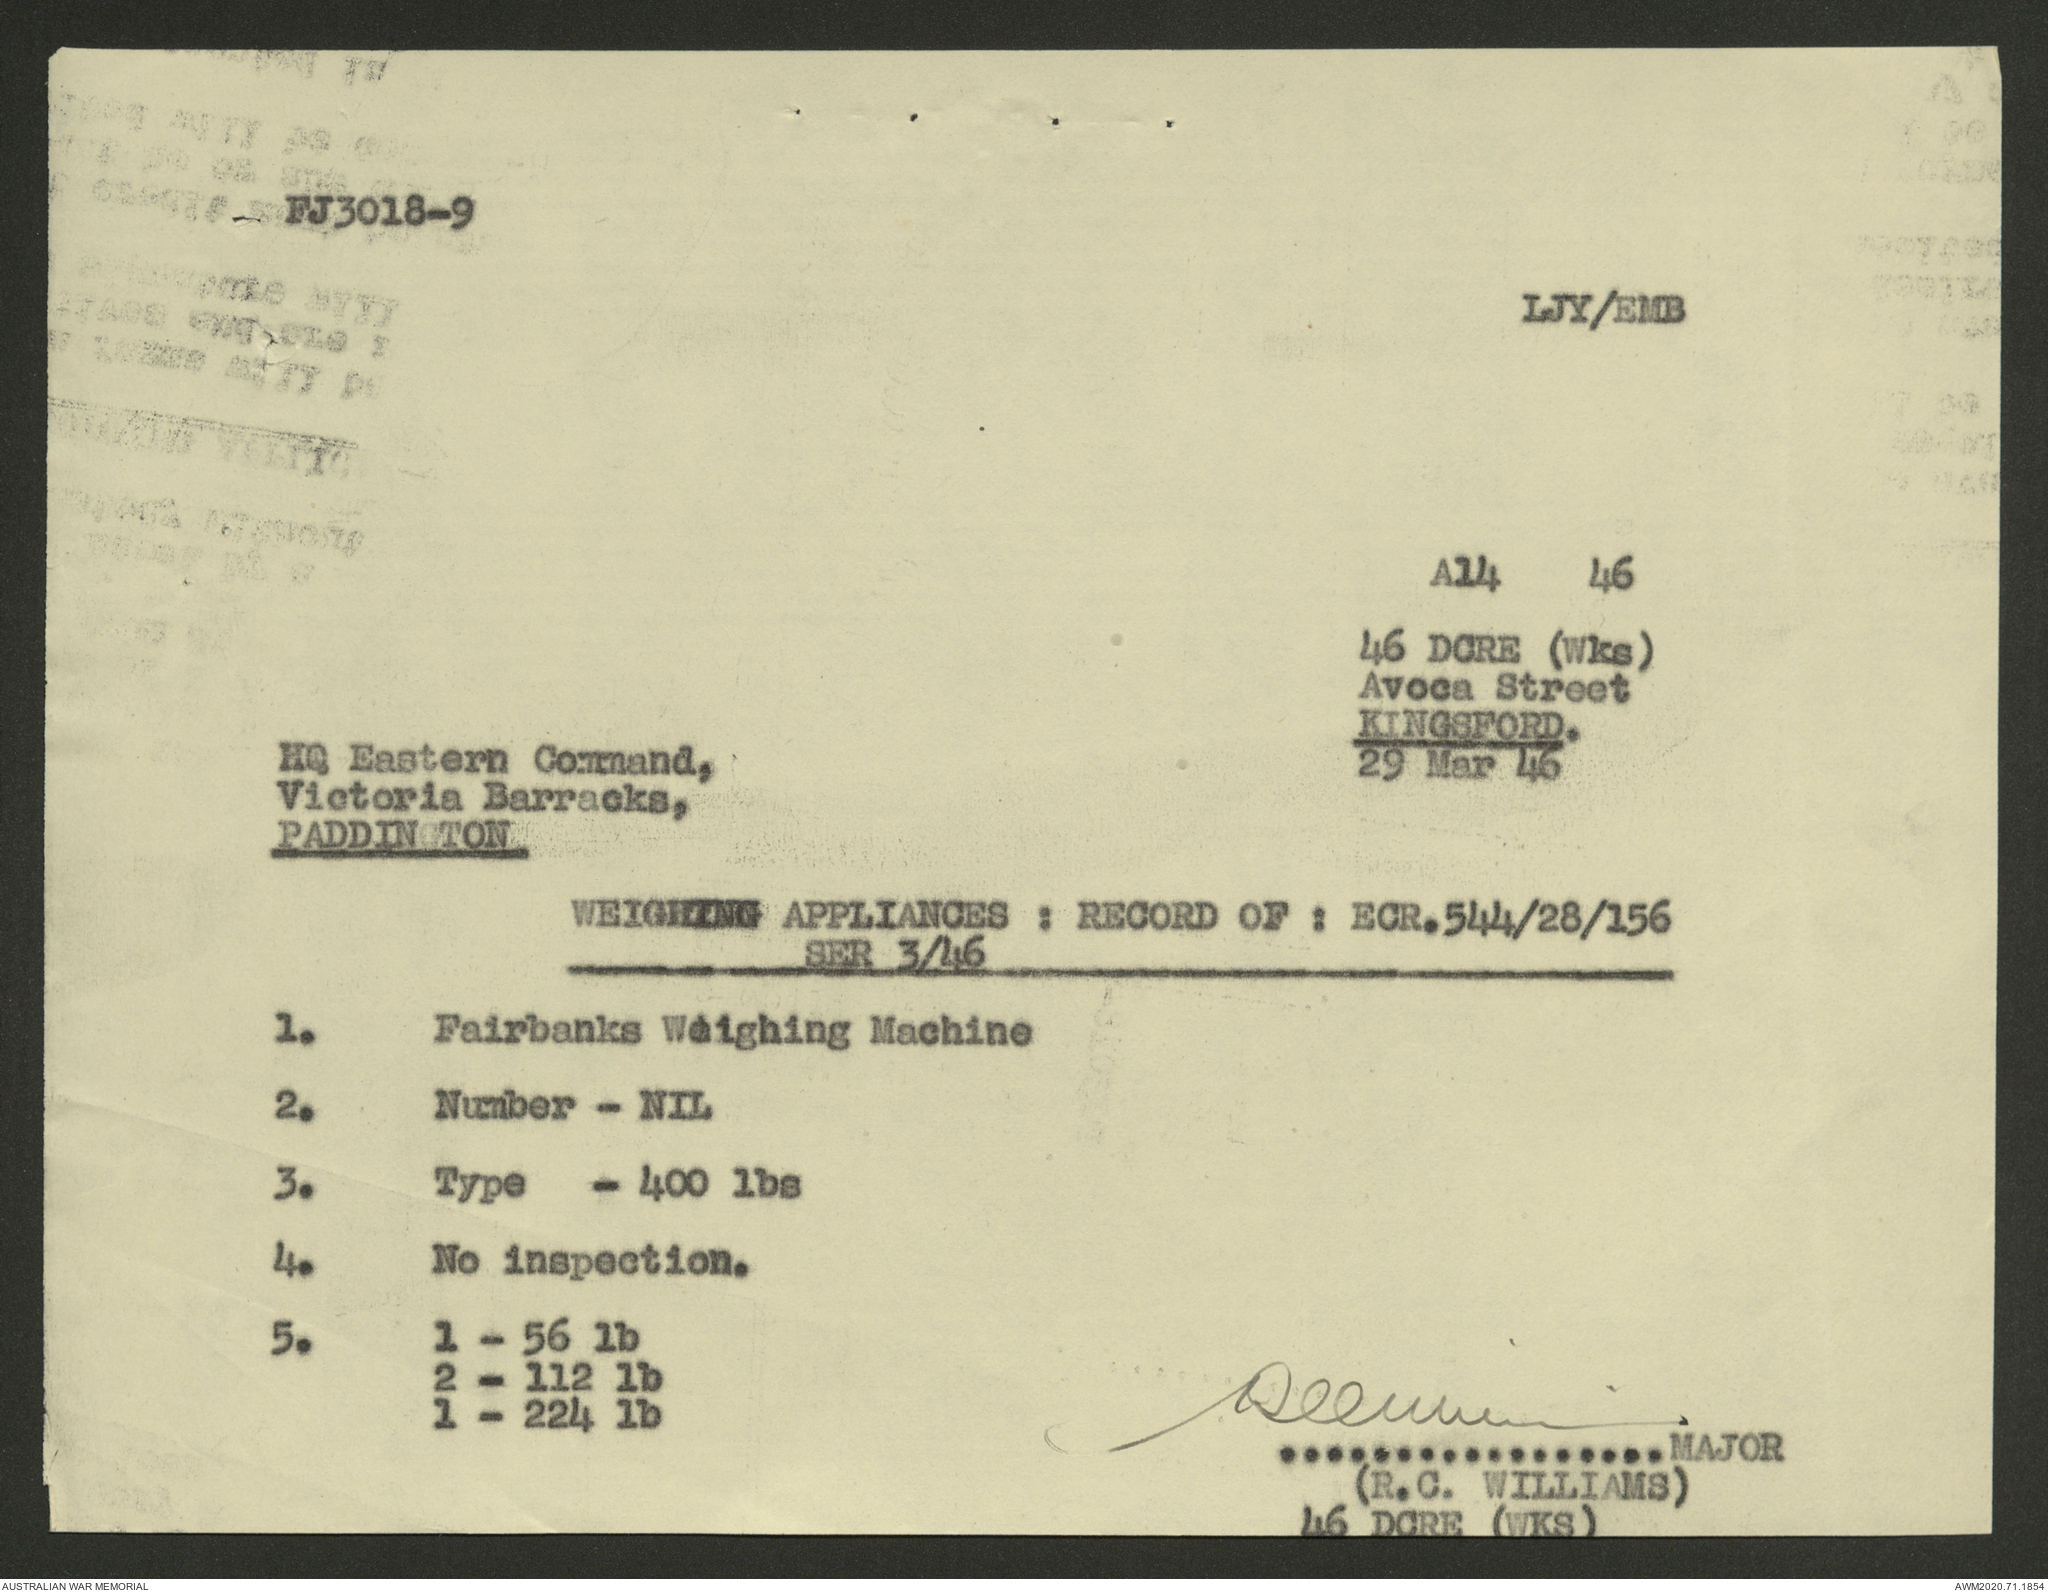 FJ3018-9
LJY/EMB
A14 46
46 DCRE (Wks)
Avoca Street
KINGSFORD.
29 Mar 46
HQ Eastern Command,
Victoria Barracks,
PADDINGTON
WEIGHING APPLIANCES : RECORD OF : ECR.544/28/156
SER 3/46
1. Fairbanks Weighing Machine
2. Number - NIL
3. Type - 400 lbs
4. No inspection.
5. 1 - 56 lb
2 - 112 lb
1 - 224 lb
..................MAJOR
(R.C. WILLIAMS)
46 DCRE (WKS)
AUSTRALIAN WAR MEMORIAL
AWM2020.71.1854